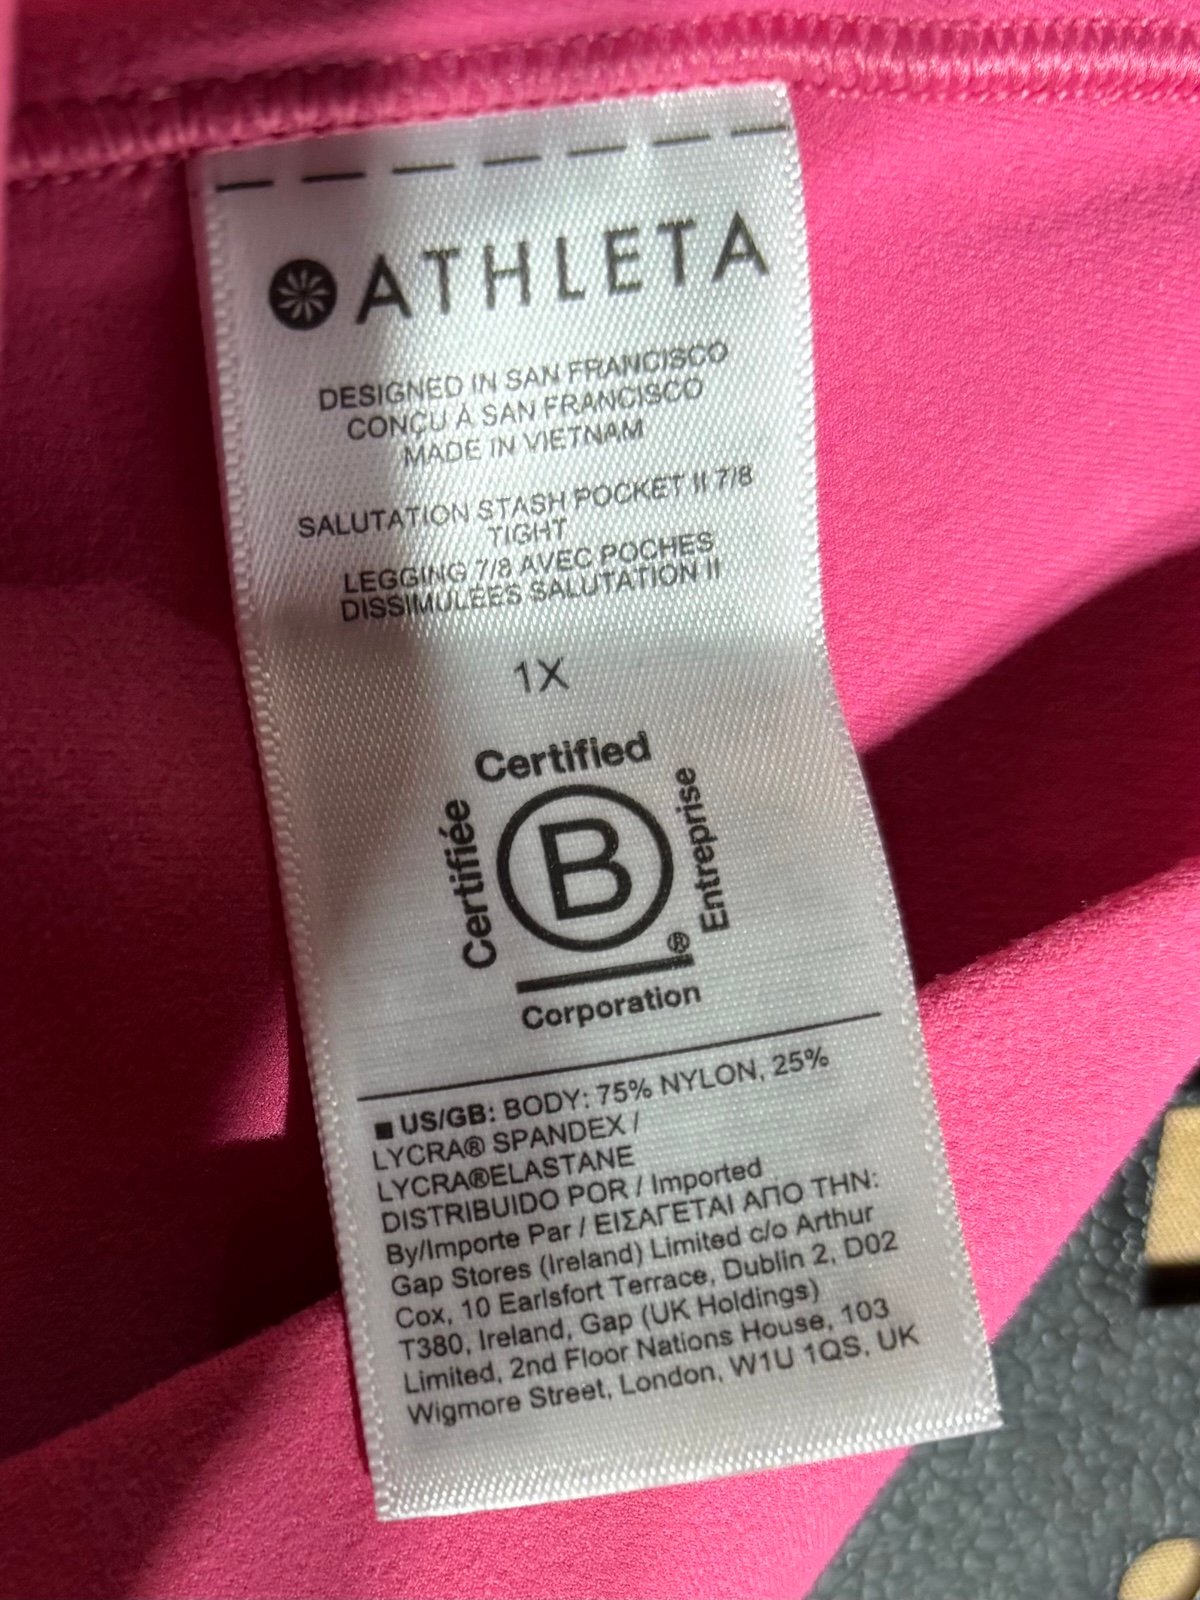 ATHLETA
DESIGNED IN SAN FRANCISCO
CONÇU À SAN FRANCISCO
MADE IN VIETNAM
SALUTATION STASH POCKET II 7/8
TIGHT
LEGGING 7/8 AVEC POCHES
DISSIMULÉES SALUTATION II
1X
Certified
Certifiée
B
Entreprise
®
Corporation
■ US/GB: BODY: 75% NYLON, 25%
LYCRA® SPANDEX /
LYCRA®ELASTANE
DISTRIBUIDO POR / Imported
By/Importe Par / ΕΙΣΑΓΕΤΑΙ ΑΠΟ ΤΗΝ:
Gap Stores (Ireland) Limited c/o Arthur
Cox, 10 Earlsfort Terrace, Dublin 2, D02
T380, Ireland, Gap (UK Holdings)
Limited, 2nd Floor Nations House, 103
Wigmore Street, London, W1U 1QS, UK